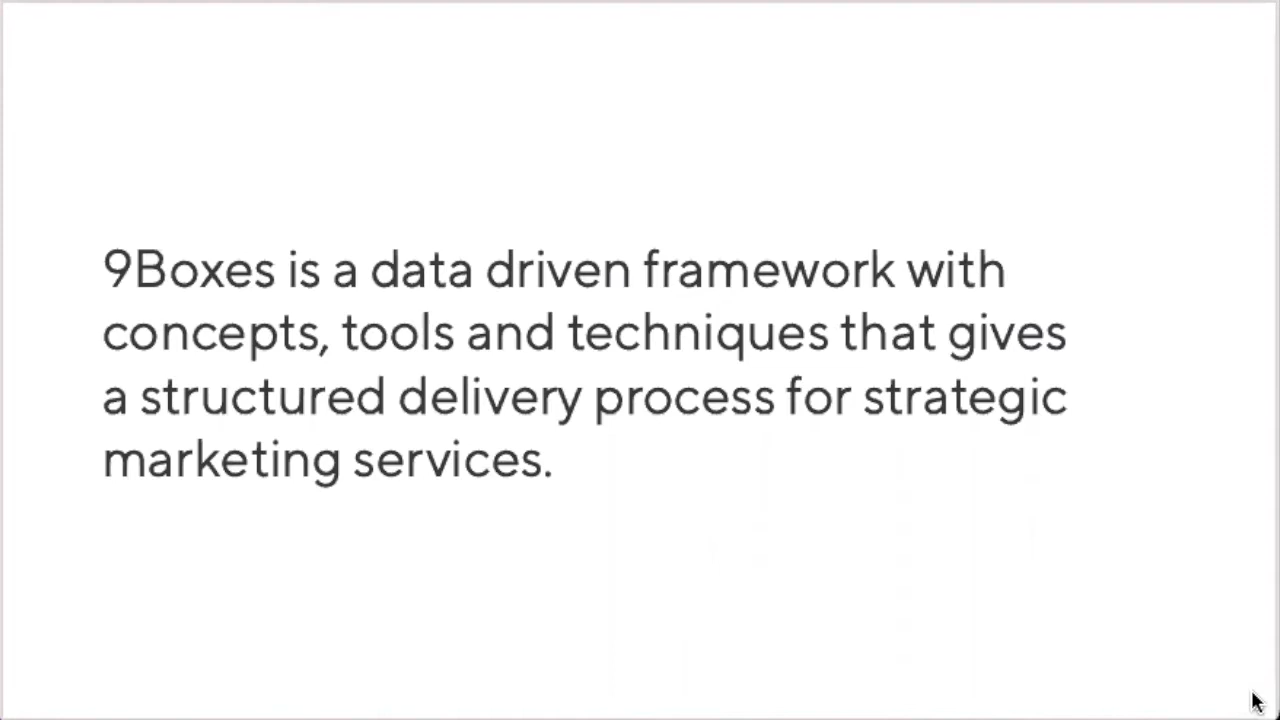 9Boxes is a data driven framework with
concepts, tools and techniques that gives
a structured delivery process for strategic
marketing services.